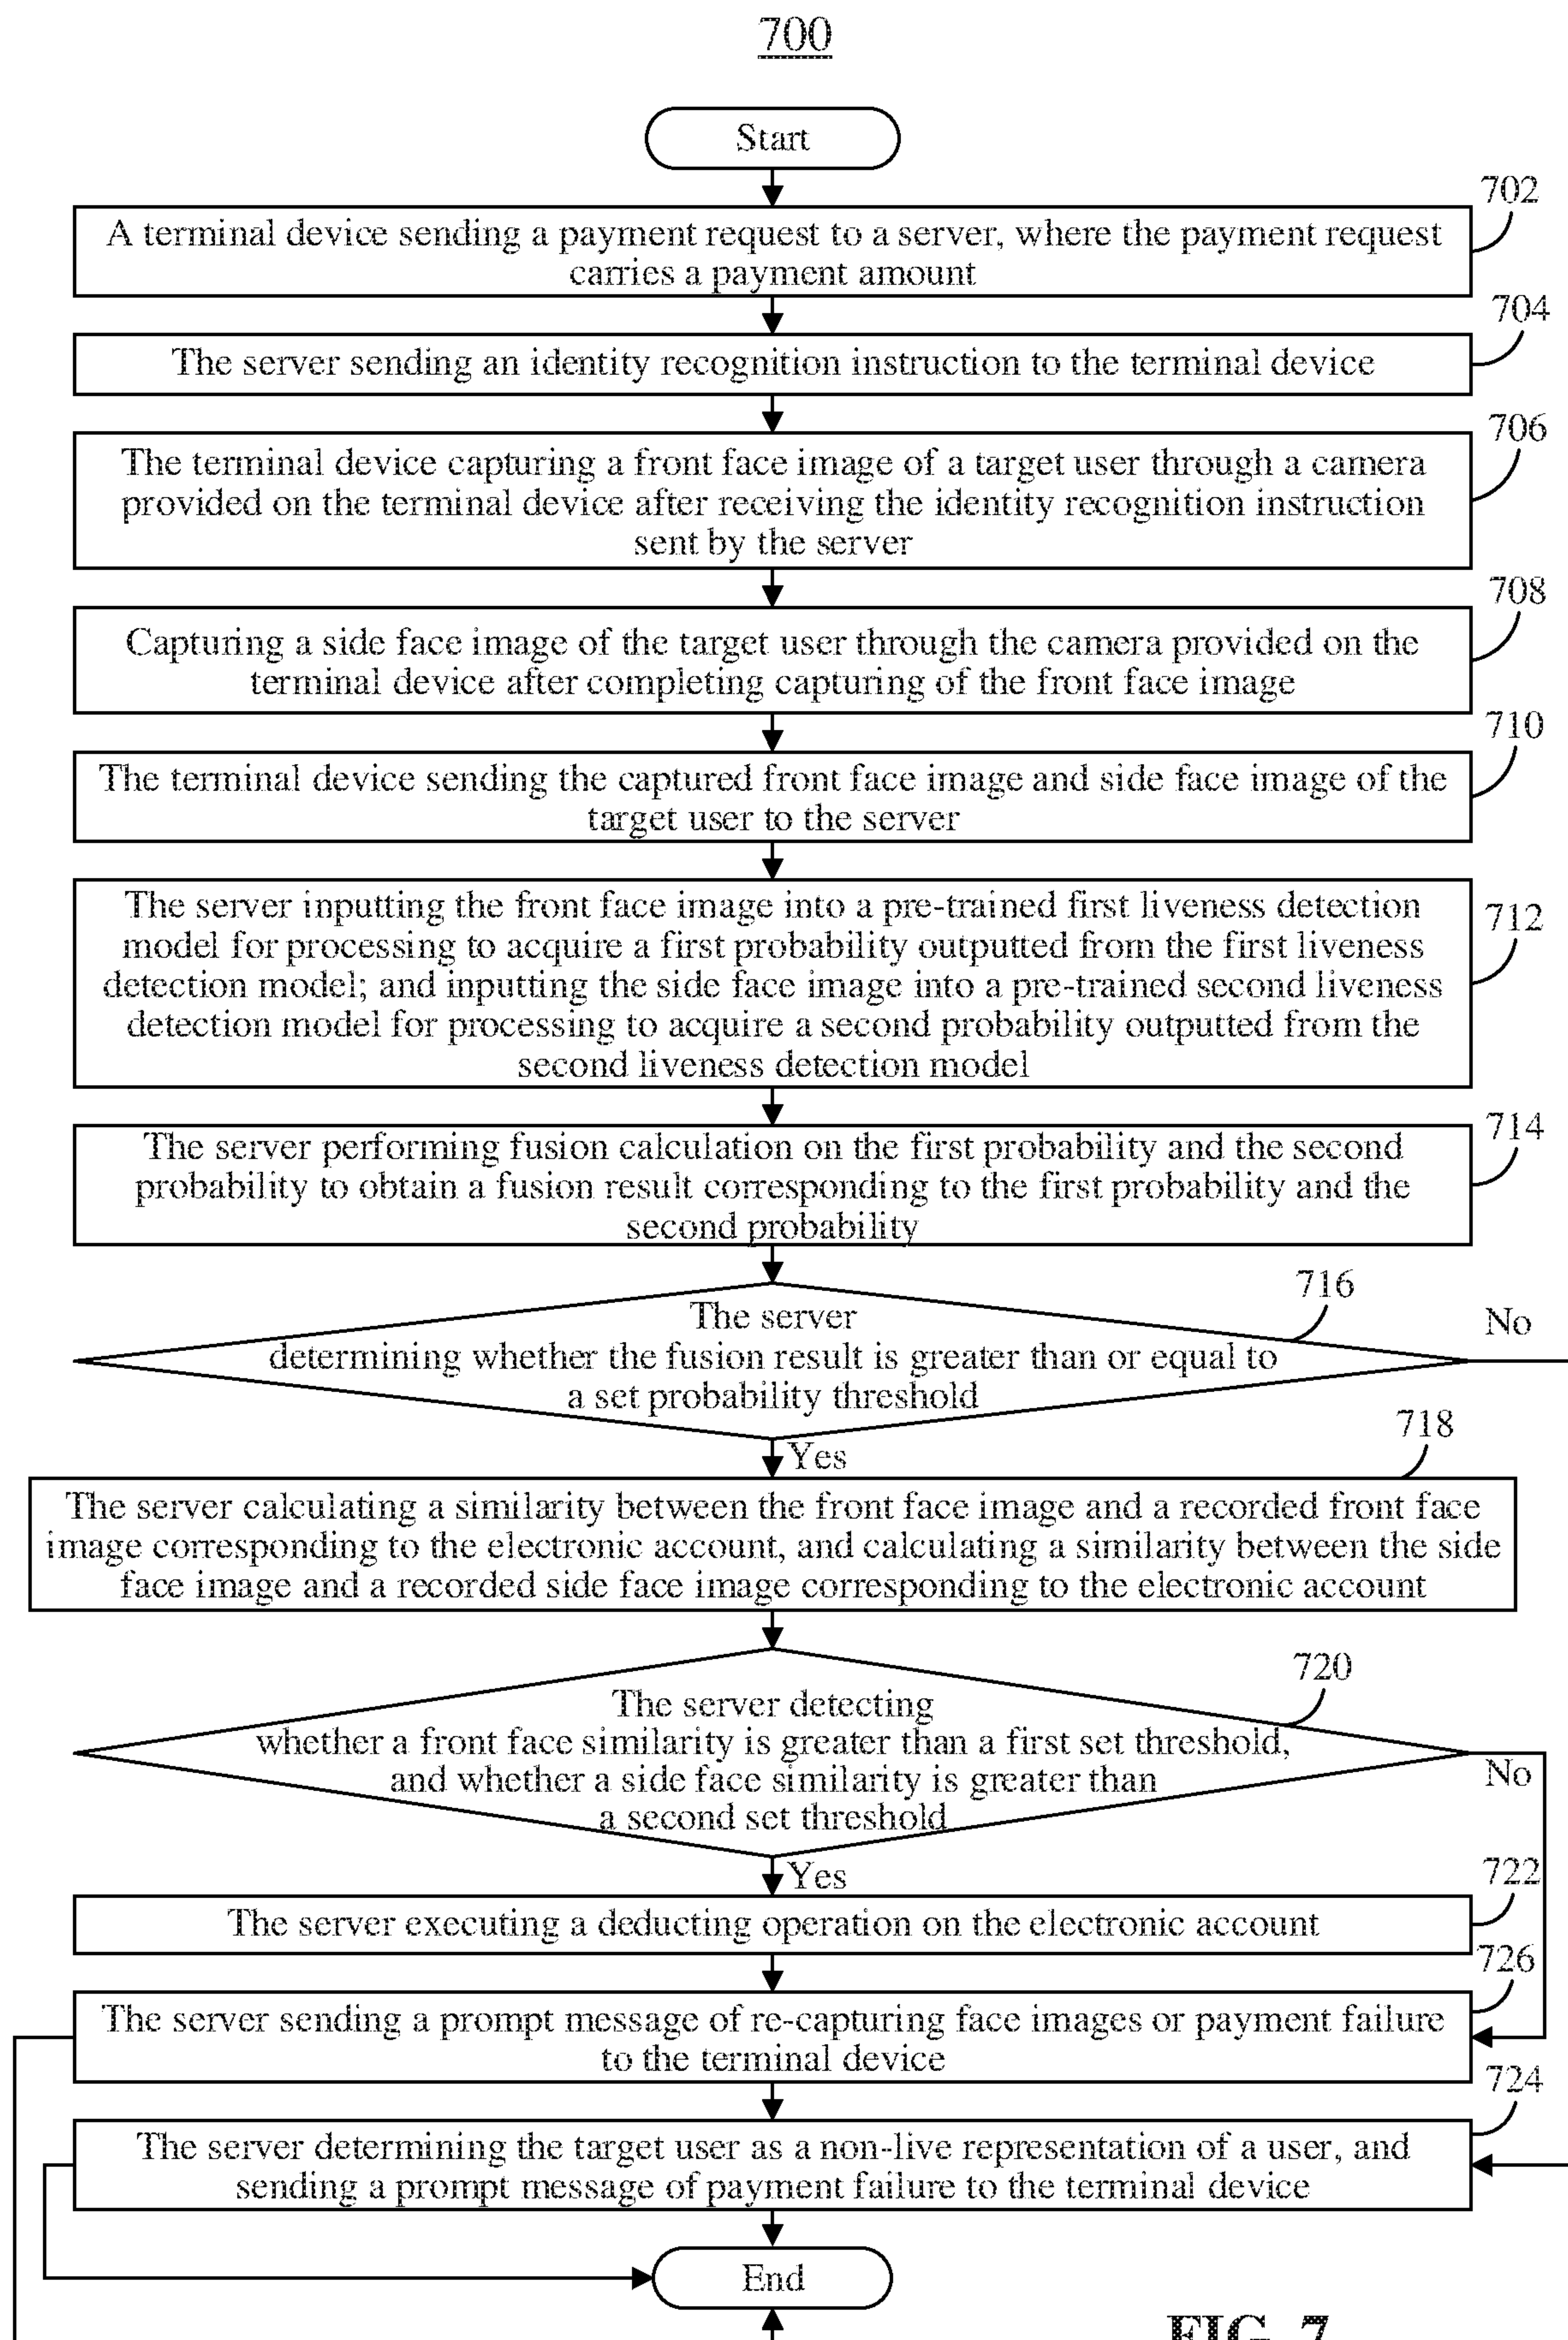 700
Start
702
A terminal device sending a payment request to a server, where the payment request
carries a payment amount
704
The server sending an identity recognition instruction to the terminal device
706
The terminal device capturing a front face image of a target user through a camera
provided on the terminal device after receiving the identity recognition instruction
sent by the server
708
Capturing a side face image of the target user through the camera provided on the
terminal device after completing capturing of the front face image
710
The terminal device sending the captured front face image and side face image of the
target user to the server
712
The server inputting the front face image into a pre-trained first liveness detection
model for processing to acquire a first probability outputted from the first liveness
detection model; and inputting the side face image into a pre-trained second liveness
detection model for processing to acquire a second probability outputted from the
second liveness detection model
714
The server performing fusion calculation on the first probability and the second
probability to obtain a fusion result corresponding to the first probability and the
second probability
716
No
The server
determining whether the fusion result is greater than or equal to
a set probability threshold
Yes
718
The server calculating a similarity between the front face image and a recorded front face
image corresponding to the electronic account, and calculating a similarity between the side
face image and a recorded side face image corresponding to the electronic account
720
The server detecting
whether a front face similarity is greater than a first set threshold,
and whether a side face similarity is greater than
a second set threshold
No
Yes
722
The server executing a deducting operation on the electronic account
726
The server sending a prompt message of re-capturing face images or payment failure
to the terminal device
724
The server determining the target user as a non-live representation of a user, and
sending a prompt message of payment failure to the terminal device
End
FIG. 7